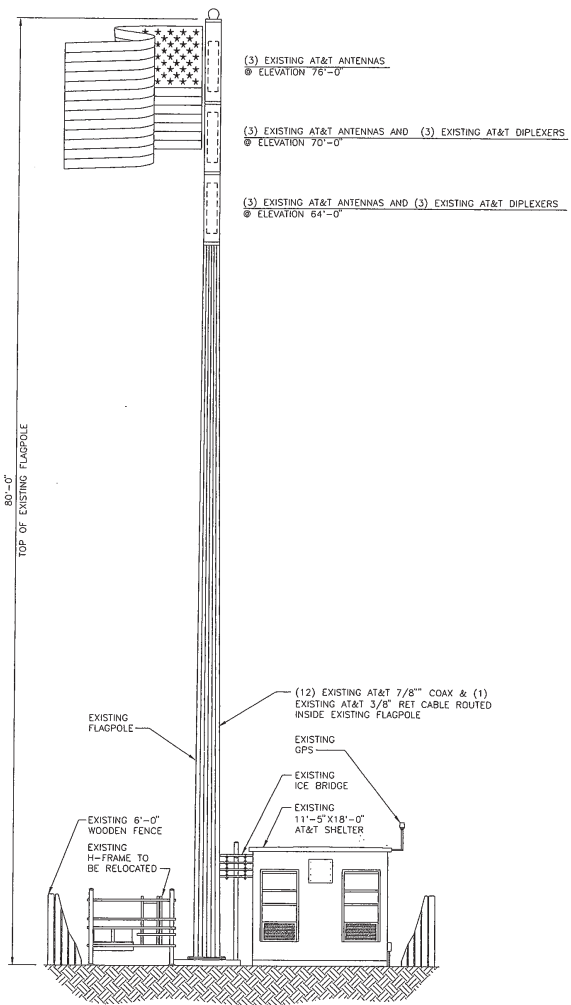 (3) EXISTING AT&T ANTENNAS
@ ELEVATION 76'-0"
(3) EXISTING AT&T ANTENNAS AND (3) EXISTING AT&T DIPLEXERS
@ ELEVATION 70'-0"
(3) EXISTING AT&T ANTENNAS AND (3) EXISTING AT&T DIPLEXERS
@ ELEVATION 64'-0"
80'-0"
TOP OF EXISTING FLAGPOLE
(12) EXISTING AT&T 7/8"" COAX & (1)
EXISTING AT&T 3/8" RET CABLE ROUTED
INSIDE EXISTING FLAGPOLE
EXISTING
FLAGPOLE
EXISTING
GPS
EXISTING
ICE BRIDGE
EXISTING
11'-5"X18'-0"
AT&T SHELTER
EXISTING 6'-0"
WOODEN FENCE
EXISTING
H-FRAME TO
BE RELOCATED